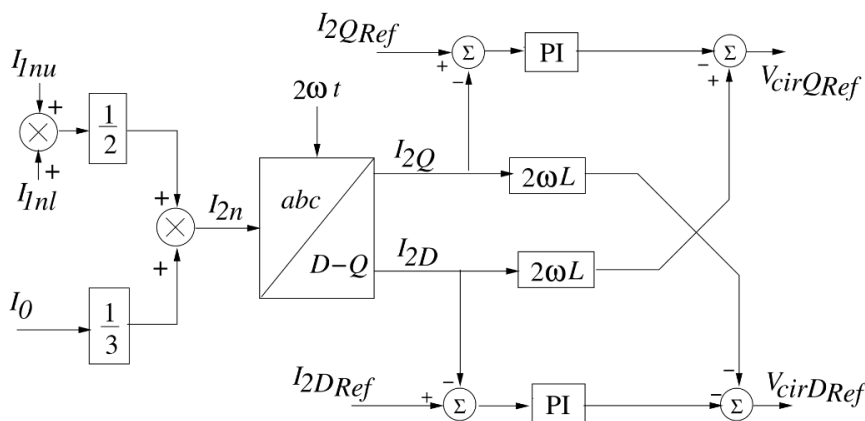 I2QRef
+
Σ
−
PI
−
Σ
+
VcirQRef
I1nu
+
×
+
I1nl
1
2
2ωt
abc
D−Q
I2Q
2ωL
+
×
+
I2n
I2D
2ωL
I0
1
3
I2DRef
+
−
Σ
PI
−
−
Σ
VcirDRef